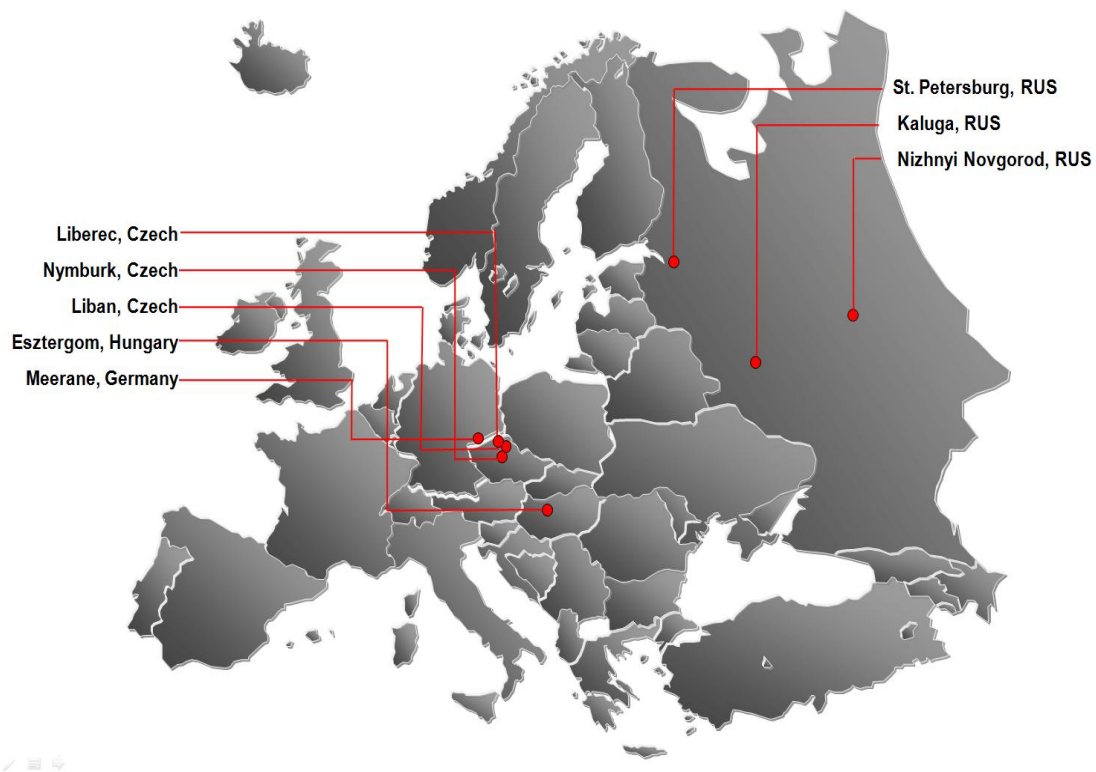 St. Petersburg, RUS
Kaluga, RUS
Nizhnyi Novgorod, RUS
Liberec, Czech
Nymburk, Czech
Liban, Czech
Esztergom, Hungary
Meerane, Germany